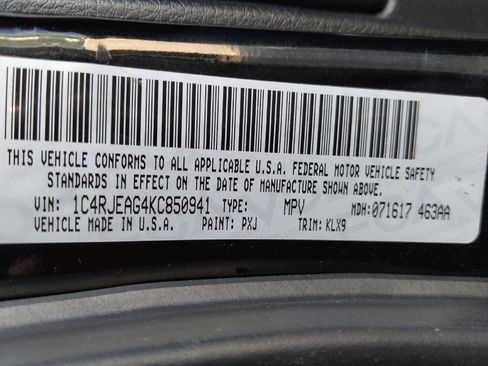 THIS VEHICLE CONFORMS TO ALL APPLICABLE U.S.A. FEDERAL MOTOR VEHICLE SAFETY
STANDARDS IN EFFECT ON THE DATE OF MANUFACTURE SHOWN ABOVE.
VIN: 1C4RJEAG4KC850941 TYPE: MPV MDH:071617 463AA
VEHICLE MADE IN U.S.A. PAINT: PXJ TRIM: KLX9